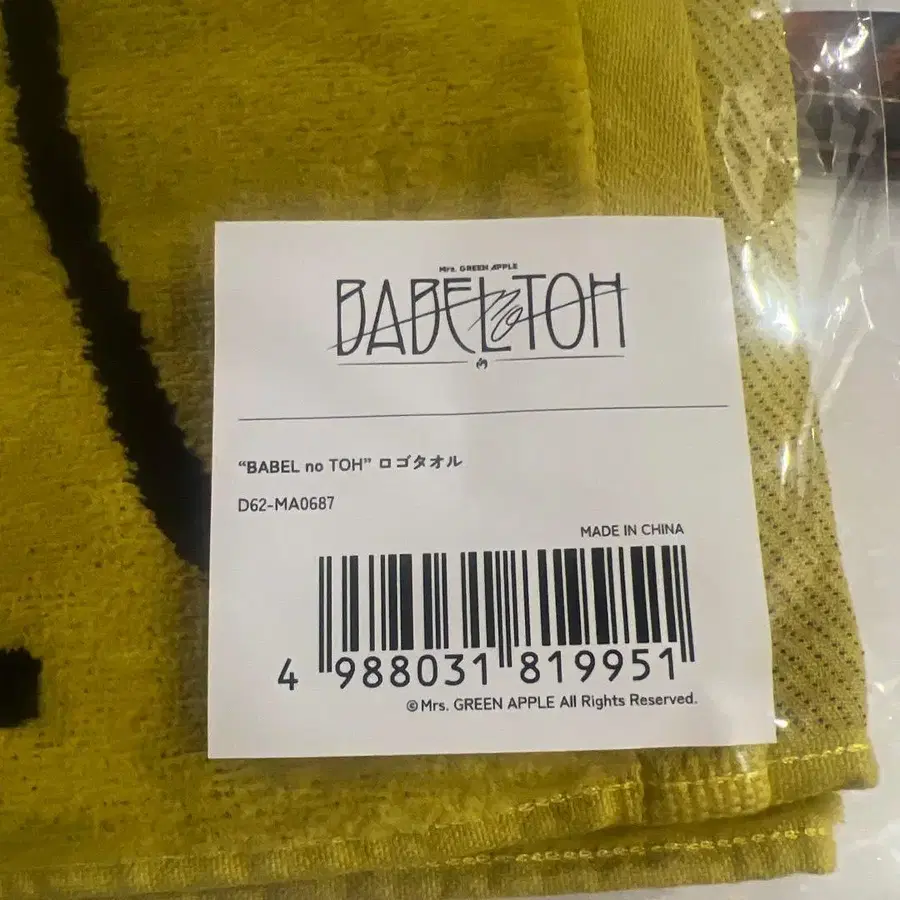 Mrs. GREEN APPLE
BABEL no TOH
“BABEL no TOH” ロゴタオル
D62-MA0687
MADE IN CHINA
4 988031 819951
©Mrs. GREEN APPLE All Rights Reserved.